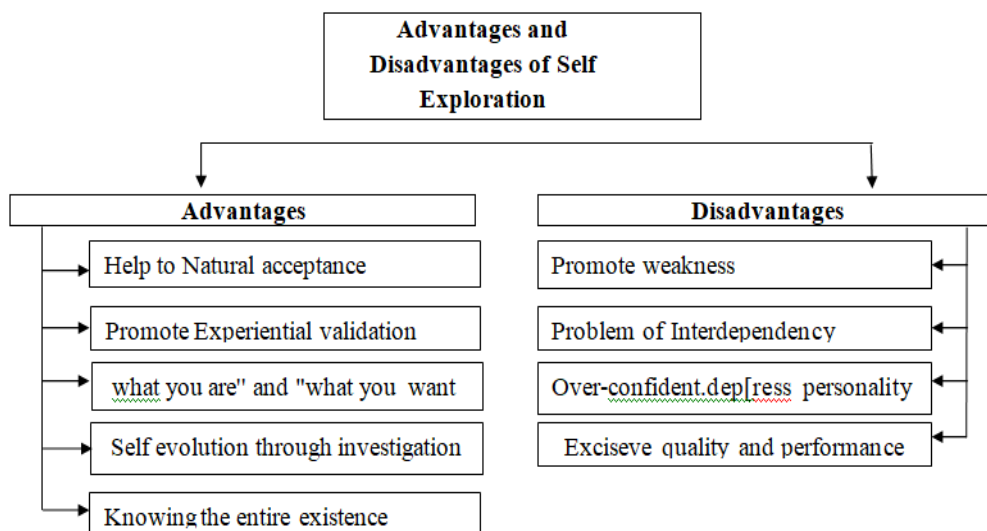 Advantages and
Disadvantages of Self
Exploration
Advantages
Help to Natural acceptance
Promote Experiential validation
what you are" and "what you want
Self evolution through investigation
Knowing the entire existence
Disadvantages
Promote weakness
Problem of Interdependency
Over-confident.dep[ress personality
Exciseve quality and performance